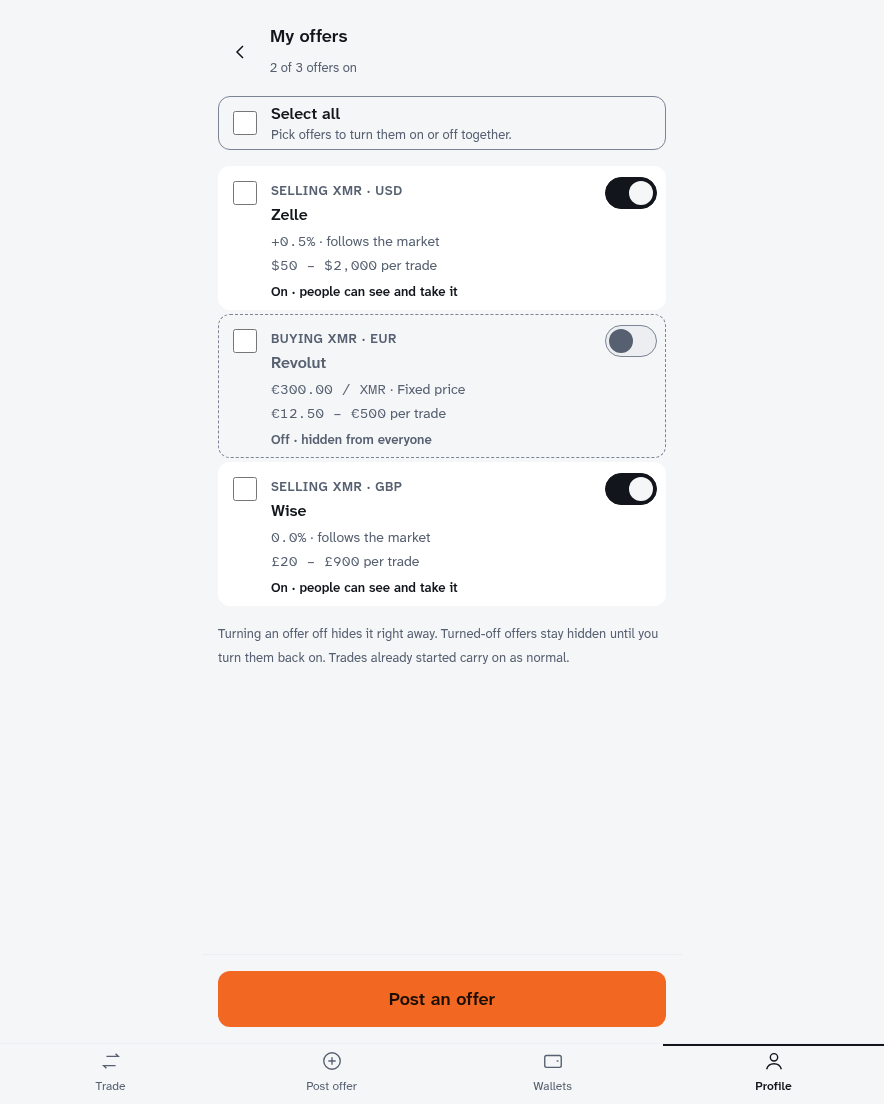 My offers
2 of 3 offers on
Select all
Pick offers to turn them on or off together.
SELLING XMR · USD
Zelle
+0.5% · follows the market
$50 – $2,000 per trade
On · people can see and take it
BUYING XMR · EUR
Revolut
€300.00 / XMR · Fixed price
€12.50 – €500 per trade
Off · hidden from everyone
SELLING XMR · GBP
Wise
0.0% · follows the market
£20 – £900 per trade
On · people can see and take it
Turning an offer off hides it right away. Turned-off offers stay hidden until you
turn them back on. Trades already started carry on as normal.
Post an offer
Trade
Post offer
Wallets
Profile